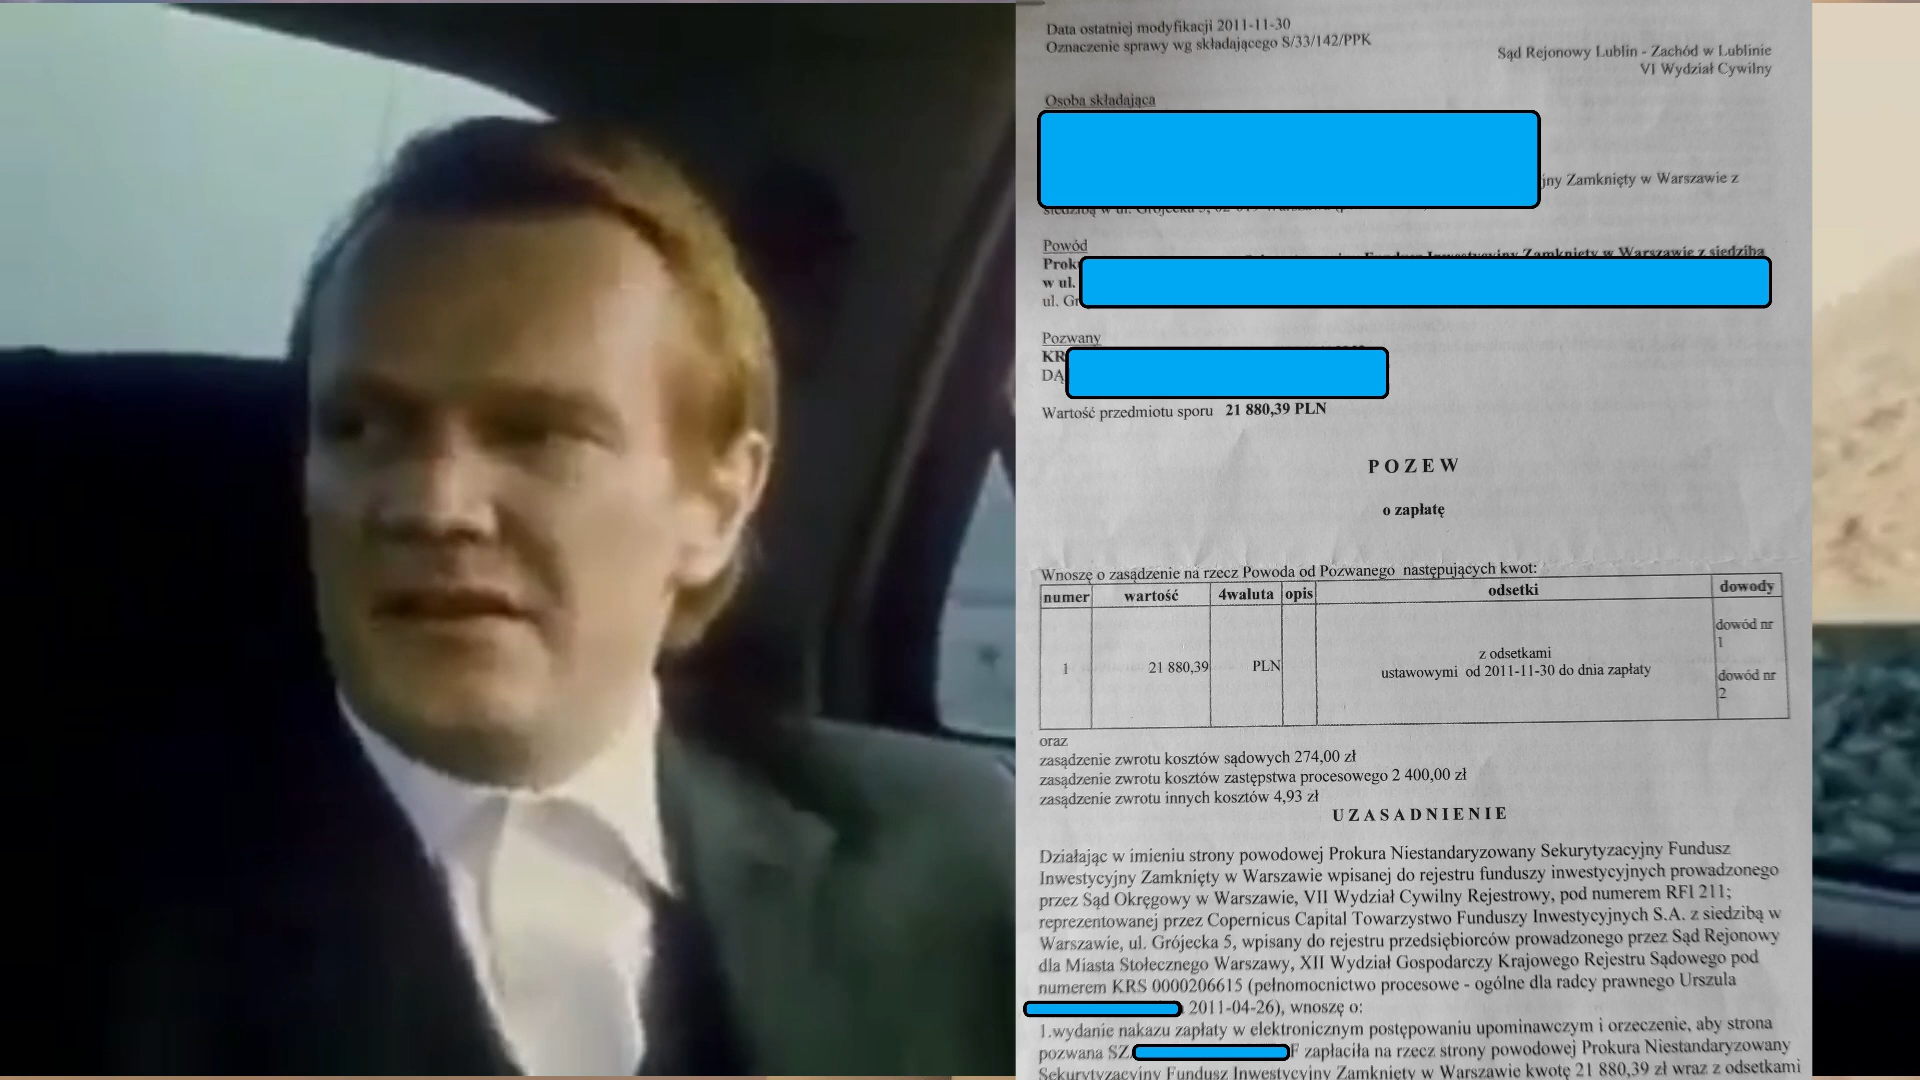 Data ostatniej modyfikacji 2011-11-30
Oznaczenie sprawy wg składającego S/33/142/PPK
Sąd Rejonowy Lublin - Zachód w Lublinie
VI Wydział Cywilny
Osoba składająca
jny Zamknięty w Warszawie z
Powód
Fundusz Inwestycyjny Zamknięty w Warszawie z siedzibą
Prok
w ul.
ul. Gr
Pozwany
KR
DĄ
Wartość przedmiotu sporu 21 880,39 PLN
P O Z E W
o zapłatę
Wnoszę o zasądzenie na rzecz Powoda od Pozwanego następujących kwot:
numer wartość 4waluta opis odsetki dowody
1 21 880,39 PLN z odsetkami
ustawowymi od 2011-11-30 do dnia zapłaty
dowód nr
1
dowód nr
2
oraz
zasądzenie zwrotu kosztów sądowych 274,00 zł
zasądzenie zwrotu kosztów zastępstwa procesowego 2 400,00 zł
zasądzenie zwrotu innych kosztów 4,93 zł
U Z A S A D N I E N I E
Działając w imieniu strony powodowej Prokura Niestandaryzowany Sekurytyzacyjny Fundusz
Inwestycyjny Zamknięty w Warszawie wpisanej do rejestru funduszy inwestycyjnych prowadzonego
przez Sąd Okręgowy w Warszawie, VII Wydział Cywilny Rejestrowy, pod numerem RFI 211;
reprezentowanej przez Copernicus Capital Towarzystwo Funduszy Inwestycyjnych S.A. z siedzibą w
Warszawie, ul. Grójecka 5, wpisany do rejestru przedsiębiorców prowadzonego przez Sąd Rejonowy
dla Miasta Stołecznego Warszawy, XII Wydział Gospodarczy Krajowego Rejestru Sądowego pod
numerem KRS 0000206615 (pełnomocnictwo procesowe - ogólne dla radcy prawnego Urszula
2011-04-26), wnoszę o:
1.wydanie nakazu zapłaty w elektronicznym postępowaniu upominawczym i orzeczenie, aby strona
pozwana SZ F zapłaciła na rzecz strony powodowej Prokura Niestandaryzowany
Sekurytyzacyjny Fundusz Inwestycyjny Zamknięty w Warszawie kwotę 21 880,39 zł wraz z odsetkami